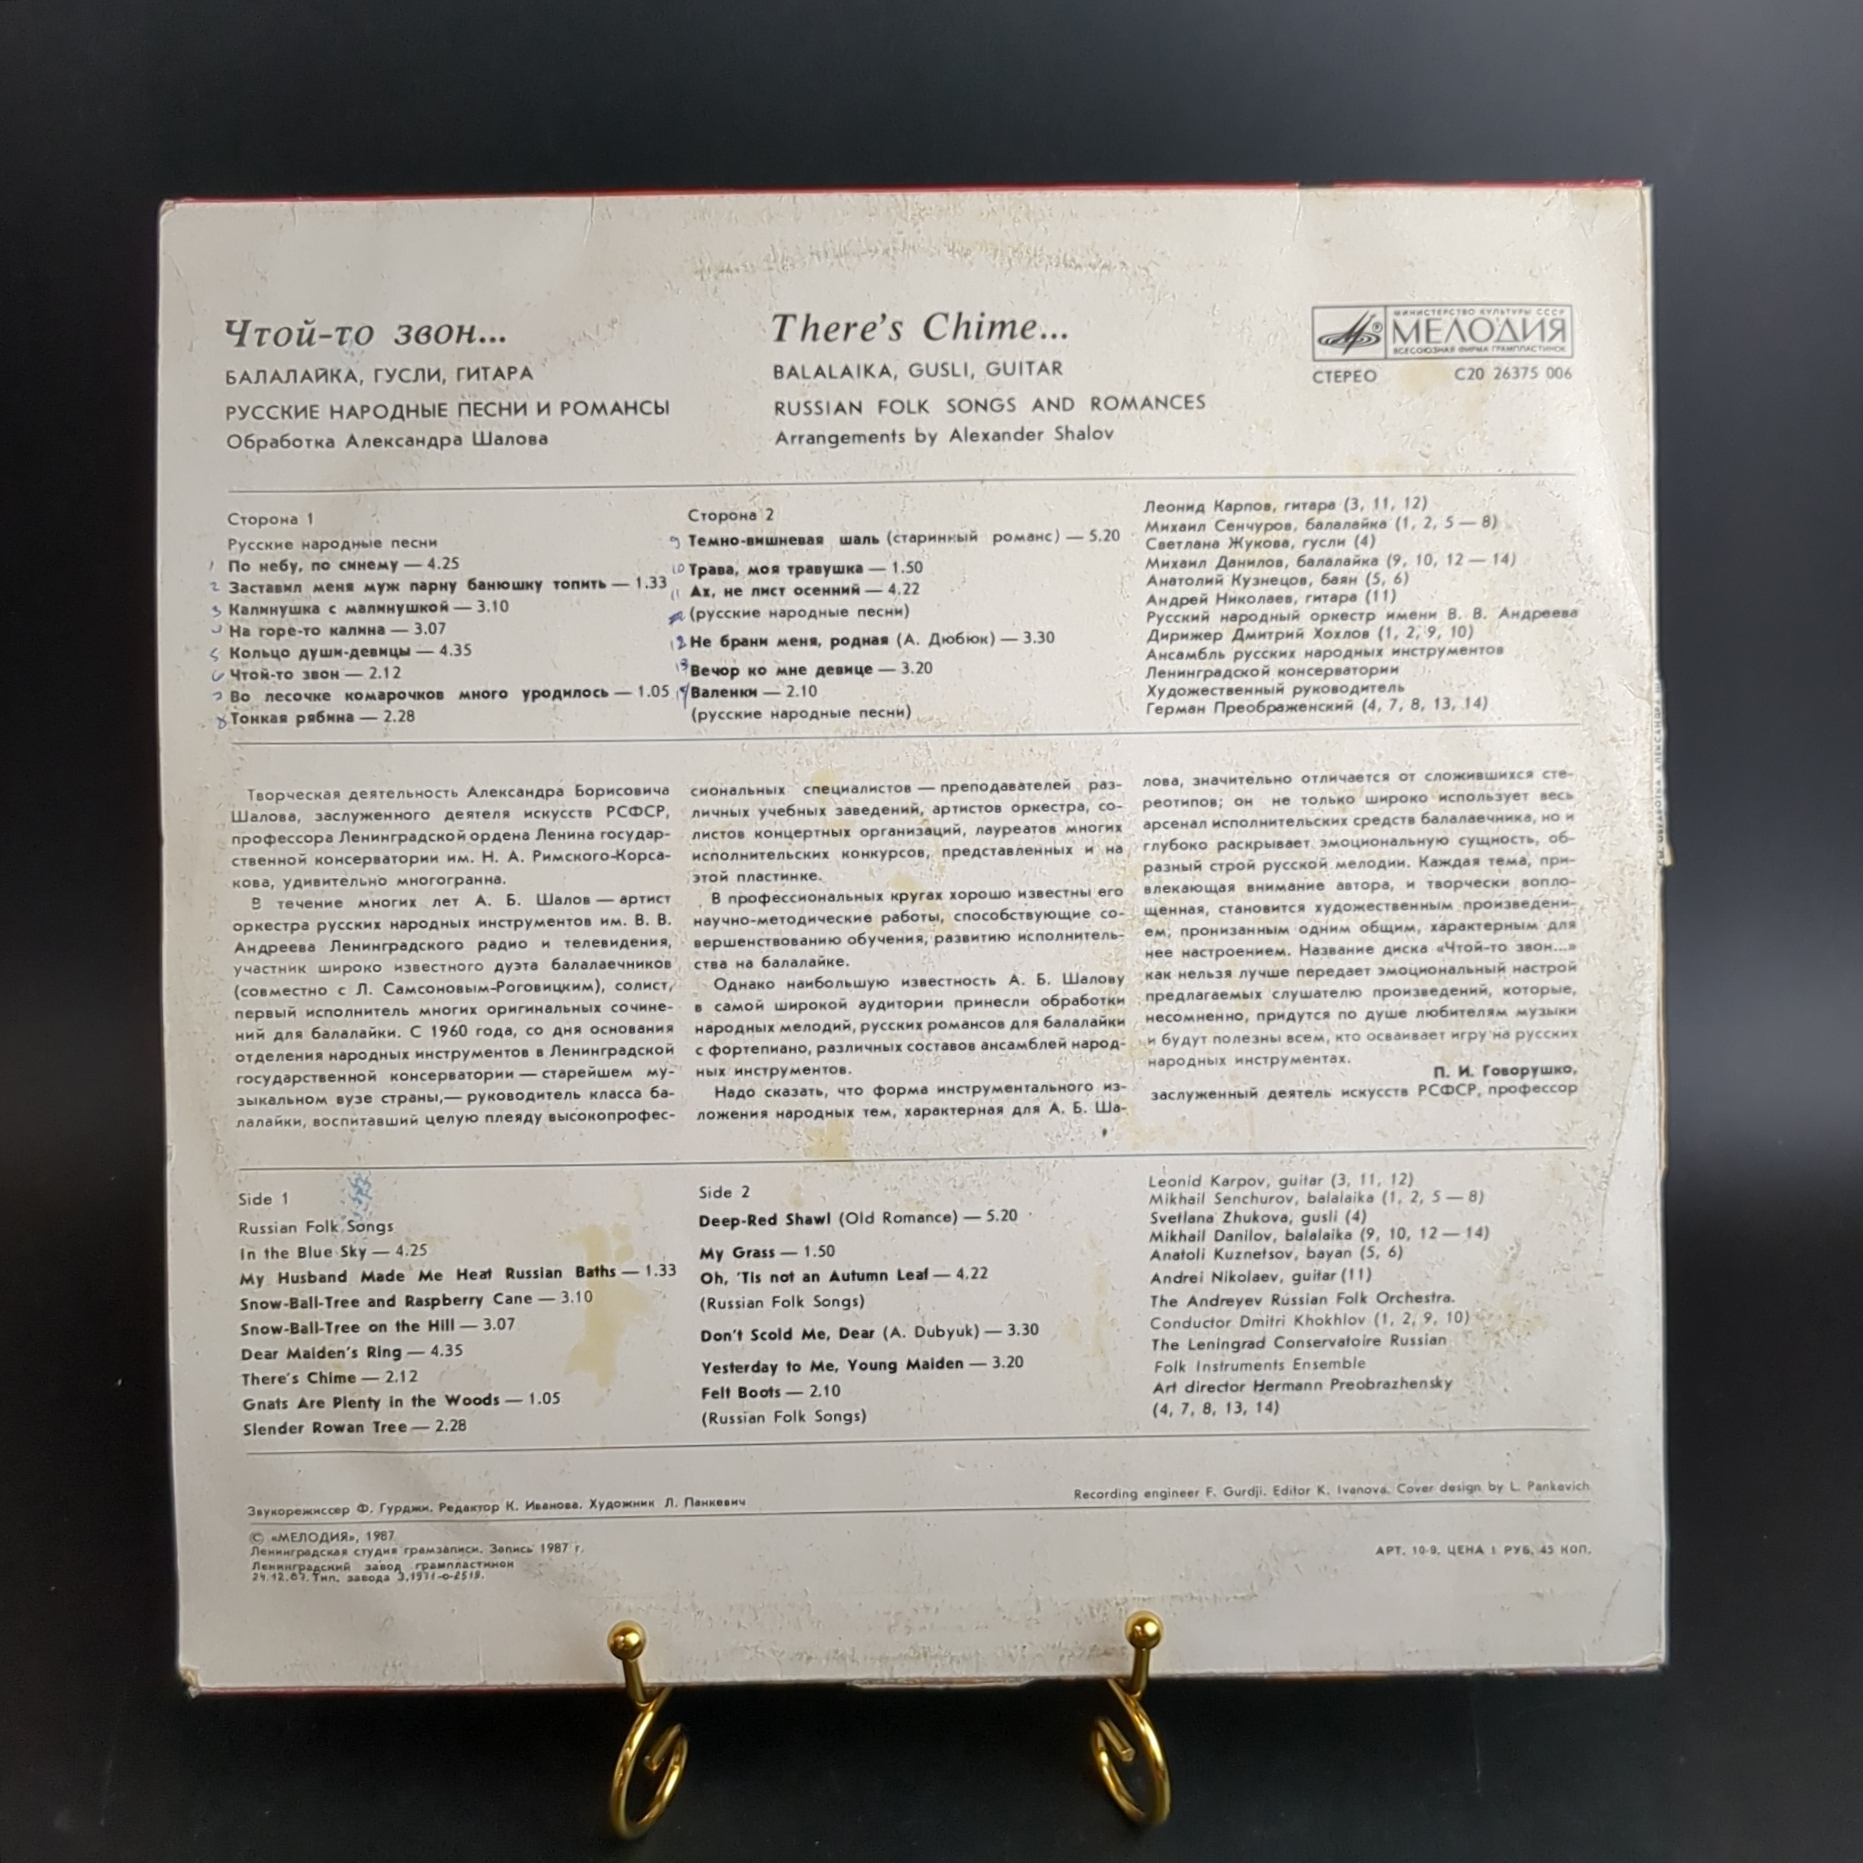 Чтой-то звон...
БАЛАЛАЙКА, ГУСЛИ, ГИТАРА
РУССКИЕ НАРОДНЫЕ ПЕСНИ И РОМАНСЫ
Обработка Александра Шалова
There's Chime...
BALALAIKA, GUSLI, GUITAR
RUSSIAN FOLK SONGS AND ROMANCES
Arrangements by Alexander Shalov
МИНИСТЕРСТВО КУЛЬТУРЫ СССР
МЕЛОДИЯ
ВСЕСОЮЗНАЯ ФИРМА ГРАМПЛАСТИНОК
СТЕРЕО С20 26375 006
Сторона 1
Русские народные песни
1 По небу, по синему — 4.25
2 Заставил меня муж парну банюшку топить — 1.33
3 Калинушка с малинушкой — 3.10
На горе-то калина — 3.07
5 Кольцо души-девицы — 4.35
6 Чтой-то звон — 2.12
7 Во лесочке комарочков много уродилось — 1.05
8 Тонкая рябина — 2.28
Сторона 2
9 Темно-вишневая шаль (старинный романс) — 5.20
10 Трава, моя травушка — 1.50
11 Ах, не лист осенний — 4.22
(русские народные песни)
12 Не брани меня, родная (А. Дюбюк) — 3.30
13 Вечор ко мне девице — 3.20
14 Валенки — 2.10
(русские народные песни)
Леонид Карпов, гитара (3, 11, 12)
Михаил Сенчуров, балалайка (1, 2, 5 — 8)
Светлана Жукова, гусли (4)
Михаил Данилов, балалайка (9, 10, 12 — 14)
Анатолий Кузнецов, баян (5, 6)
Андрей Николаев, гитара (11)
Русский народный оркестр имени В. В. Андреева
Дирижер Дмитрий Хохлов (1, 2, 9, 10)
Ансамбль русских народных инструментов
Ленинградской консерватории
Художественный руководитель
Герман Преображенский (4, 7, 8, 13, 14)
Творческая деятельность Александра Борисовича
Шалова, заслуженного деятеля искусств РСФСР,
профессора Ленинградской ордена Ленина государ-
ственной консерватории им. Н. А. Римского-Корса-
кова, удивительно многогранна.
В течение многих лет А. Б. Шалов — артист
оркестра русских народных инструментов им. В. В.
Андреева Ленинградского радио и телевидения,
участник широко известного дуэта балалаечников
(совместно с Л. Самсоновым-Роговицким), солист,
первый исполнитель многих оригинальных сочине-
ний для балалайки. С 1960 года, со дня основания
отделения народных инструментов в Ленинградской
государственной консерватории — старейшем му-
зыкальном вузе страны,— руководитель класса ба-
лалайки, воспитавший целую плеяду высокопрофес-
сиональных специалистов — преподавателей раз-
личных учебных заведений, артистов оркестра, со-
листов концертных организаций, лауреатов многих
исполнительских конкурсов, представленных и на
этой пластинке.
В профессиональных кругах хорошо известны его
научно-методические работы, способствующие со-
вершенствованию обучения, развитию исполнитель-
ства на балалайке.
Однако наибольшую известность А. Б. Шалову
в самой широкой аудитории принесли обработки
народных мелодий, русских романсов для балалайки
с фортепиано, различных составов ансамблей народ-
ных инструментов.
Надо сказать, что форма инструментального из-
ложения народных тем, характерная для А. Б. Ша-
лова, значительно отличается от сложившихся сте-
реотипов; он не только широко использует весь
арсенал исполнительских средств балалаечника, но и
глубоко раскрывает эмоциональную сущность, об-
разный строй русской мелодии. Каждая тема, при-
влекающая внимание автора, и творчески вопло-
щенная, становится художественным произведени-
ем, пронизанным одним общим, характерным для
нее настроением. Название диска «Чтой-то звон...»
как нельзя лучше передает эмоциональный настрой
предлагаемых слушателю произведений, которые,
несомненно, придутся по душе любителям музыки
и будут полезны всем, кто осваивает игру на русских
народных инструментах.
П. И. Говорушко,
заслуженный деятель искусств РСФСР, профессор
Side 1
Russian Folk Songs
In the Blue Sky — 4.25
My Husband Made Me Heat Russian Baths — 1.33
Snow-Ball-Tree and Raspberry Cane — 3.10
Snow-Ball-Tree on the Hill — 3.07
Dear Maiden's Ring — 4.35
There's Chime — 2.12
Gnats Are Plenty in the Woods — 1.05
Slender Rowan Tree — 2.28
Side 2
Deep-Red Shawl (Old Romance) — 5.20
My Grass — 1.50
Oh, 'Tis not an Autumn Leaf — 4.22
(Russian Folk Songs)
Don't Scold Me, Dear (A. Dubyuk) — 3.30
Yesterday to Me, Young Maiden — 3.20
Felt Boots — 2.10
(Russian Folk Songs)
Leonid Karpov, guitar (3, 11, 12)
Mikhail Senchurov, balalaika (1, 2, 5 — 8)
Svetlana Zhukova, gusli (4)
Mikhail Danilov, balalaika (9, 10, 12 — 14)
Anatoli Kuznetsov, bayan (5, 6)
Andrei Nikolaev, guitar (11)
The Andreyev Russian Folk Orchestra.
Conductor Dmitri Khokhlov (1, 2, 9, 10)
The Leningrad Conservatoire Russian
Folk Instruments Ensemble
Art director Hermann Preobrazhensky
(4, 7, 8, 13, 14)
Звукорежиссер Ф. Гурджи. Редактор К. Иванова. Художник Л. Панкевич
Recording engineer F. Gurdji. Editor K. Ivanova. Cover design by L. Pankevich
© «МЕЛОДИЯ», 1987
Ленинградская студия грамзаписи. Запись 1987 г.
Ленинградский завод грампластинок
Тип. завода
АРТ. 10-9. ЦЕНА 1 РУБ. 45 КОП.